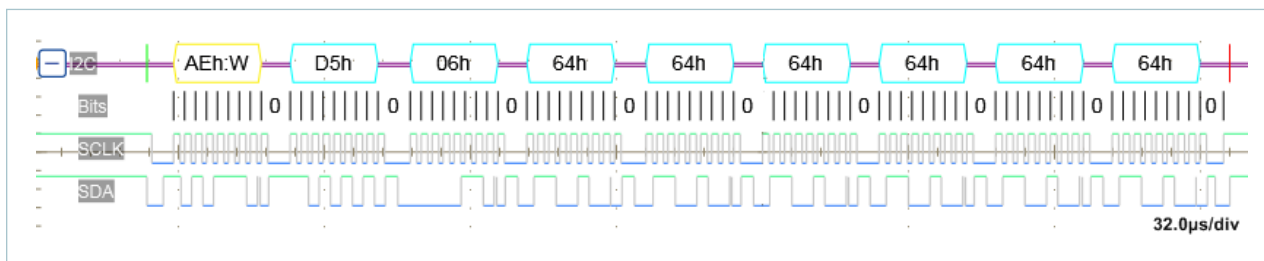 I2C AEh:W D5h 06h 64h 64h 64h 64h 64h 64h
Bits 0 0 0 0 0 0 0 0 0
SCLK
SDA
32.0µs/div